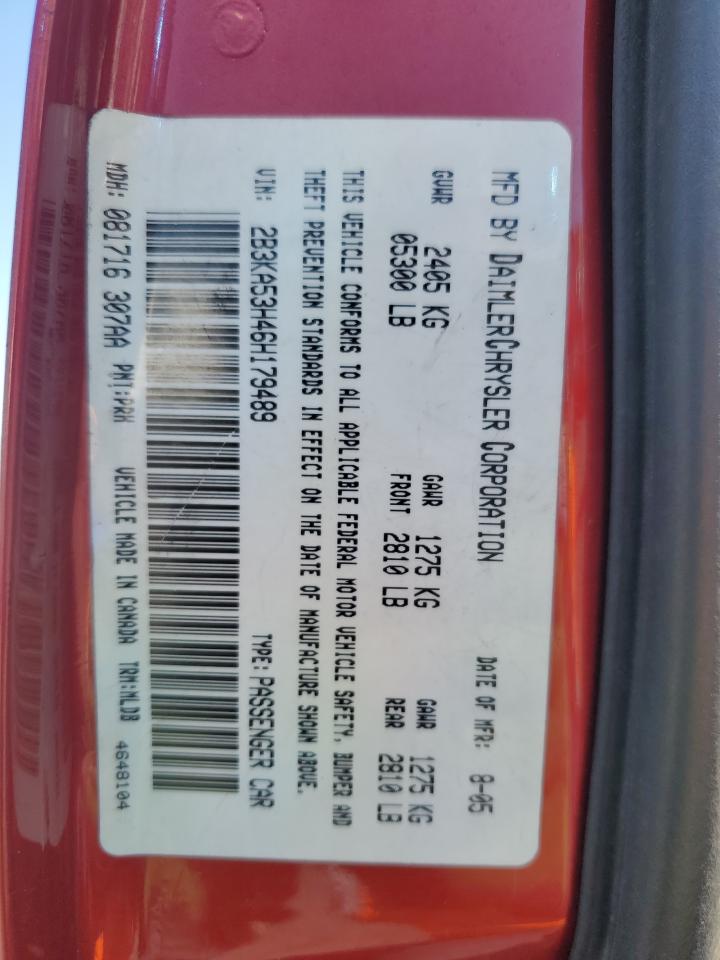 MFD BY DAIMLERCHRYSLER CORPORATION DATE OF MFR: 8-05
GVWR 2405 KG GAWR 1275 KG GAWR 1275 KG
05300 LB FRONT 2810 LB REAR 2810 LB
THIS VEHICLE CONFORMS TO ALL APPLICABLE FEDERAL MOTOR VEHICLE SAFETY, BUMPER AND
THEFT PREVENTION STANDARDS IN EFFECT ON THE DATE OF MANUFACTURE SHOWN ABOVE.
VIN: 2B3KA53H46H179489 TYPE: PASSENGER CAR
MDH: 081716 307AA PNT:PRH VEHICLE MADE IN CANADA TRM:MLDB 4648104